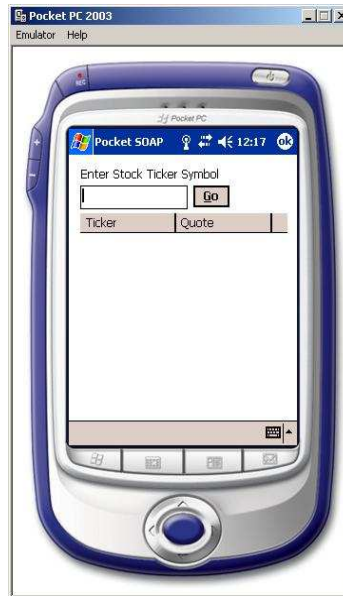 Pocket PC 2003
Emulator Help
REC
Pocket PC
Pocket SOAP 12:17 ok
Enter Stock Ticker Symbol
Go
Ticker Quote